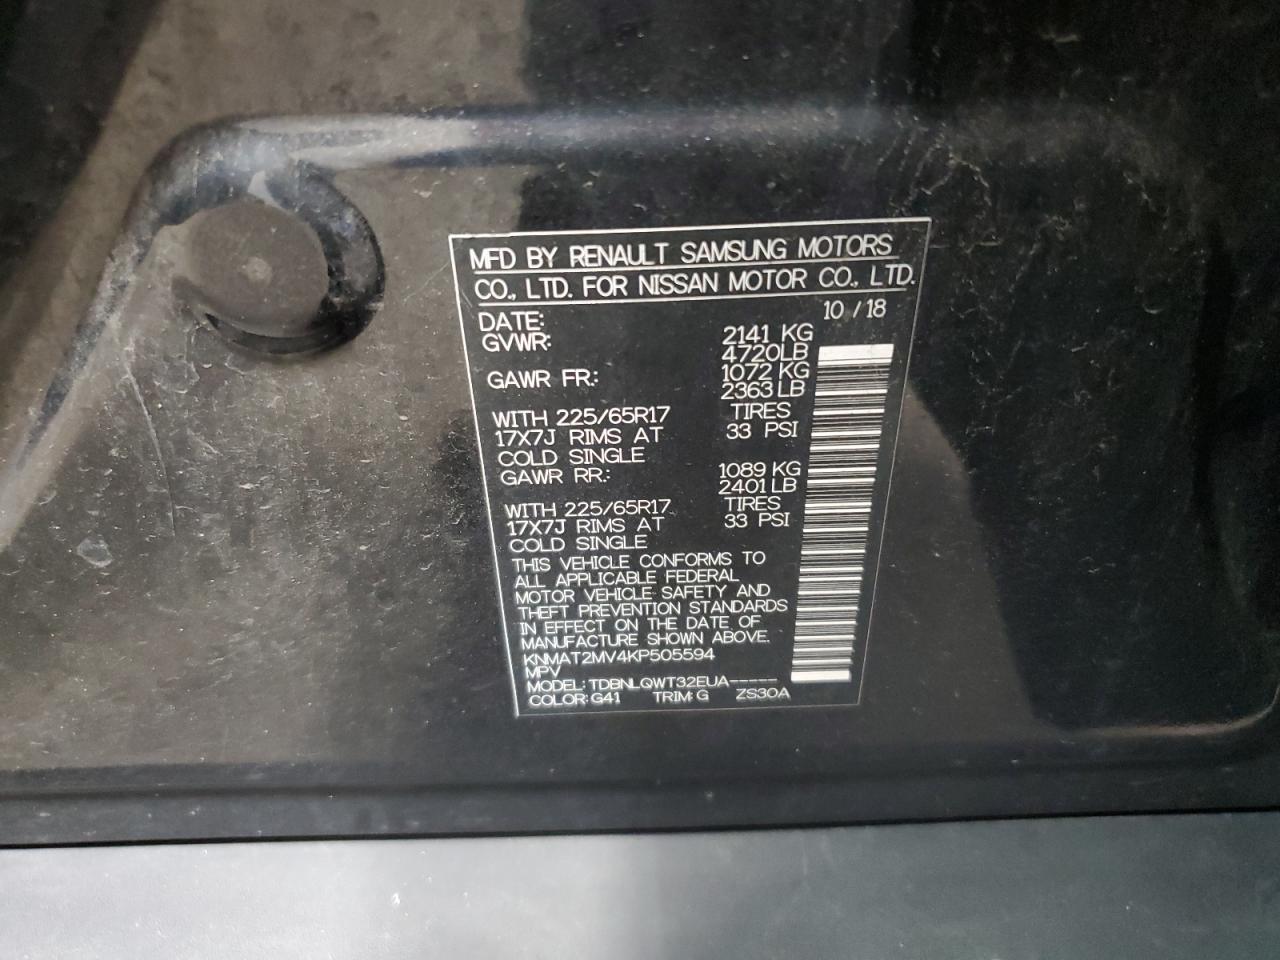 MFD BY RENAULT SAMSUNG MOTORS
CO., LTD. FOR NISSAN MOTOR CO., LTD.
DATE: 10 / 18
GVWR: 2141 KG
4720LB
GAWR FR: 1072 KG
2363 LB
WITH 225/65R17 TIRES
17X7J RIMS AT 33 PSI
COLD SINGLE
GAWR RR: 1089 KG
2401 LB
WITH 225/65R17 TIRES
17X7J RIMS AT 33 PSI
COLD SINGLE
THIS VEHICLE CONFORMS TO
ALL APPLICABLE FEDERAL
MOTOR VEHICLE SAFETY AND
THEFT PREVENTION STANDARDS
IN EFFECT ON THE DATE OF
MANUFACTURE SHOWN ABOVE.
KNMAT2MV4KP505594
MPV
MODEL: TDBNLQWT32EUA-----
COLOR: G41 TRIM: G ZS30A